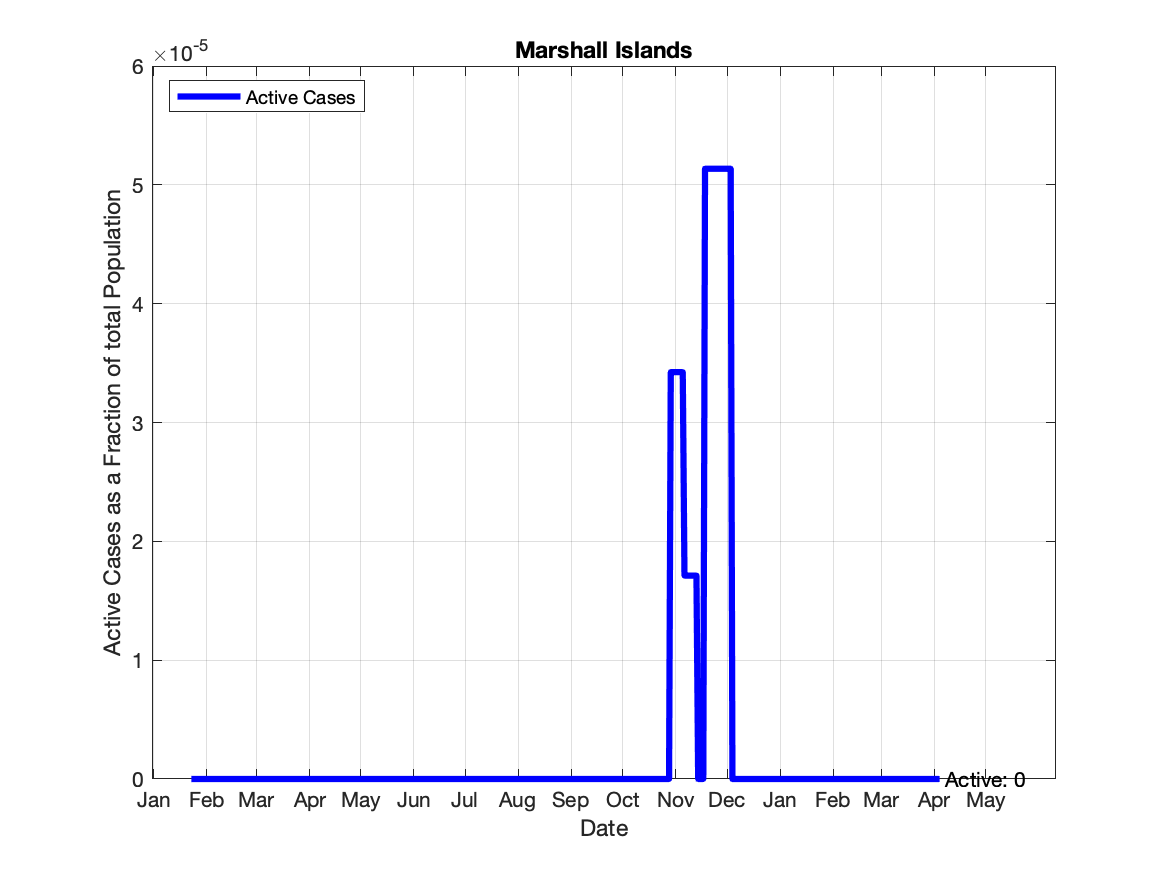 Marshall Islands
×10-5
Active Cases
6
5
4
3
2
1
0
Active Cases as a Fraction of total Population
Active: 0
Jan Feb Mar Apr May Jun Jul Aug Sep Oct Nov Dec Jan Feb Mar Apr May
Date